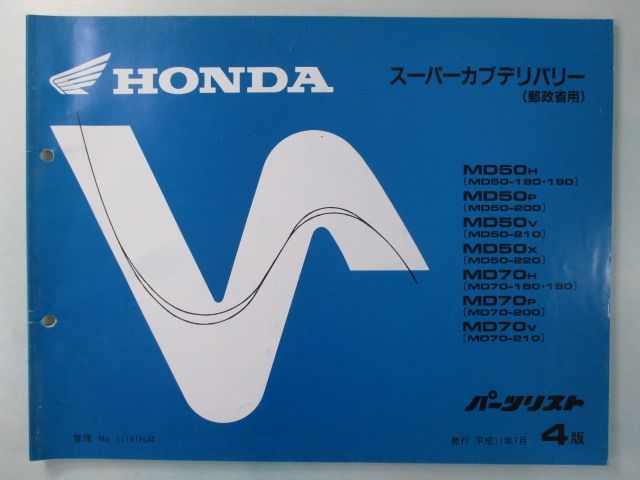 HONDA
スーパーカブデリバリー
(郵政省用)
MD50H
[MD50-180・190]
MD50P
[MD50-200]
MD50V
[MD50-210]
MD50X
[MD50-220]
MD70H
[MD70-180・190]
MD70P
[MD70-200]
MD70V
[MD70-210]
パーツリスト
管理 No. 11141HJ4
発行 平成11年7月 4版